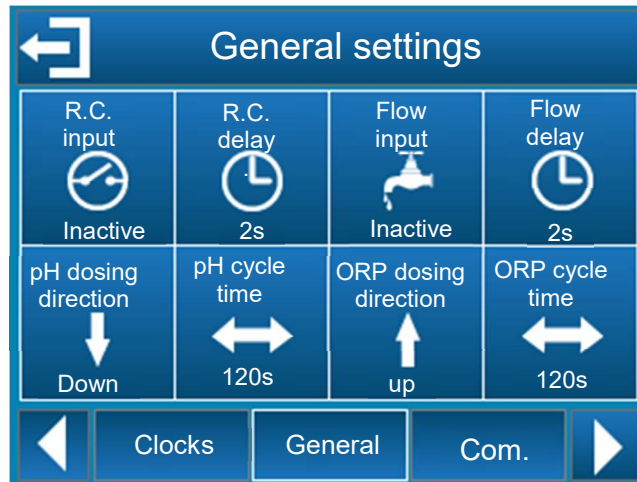 General settings
R.C.
input
Inactive
R.C.
delay
2s
Flow
input
Inactive
Flow
delay
2s
pH dosing
direction
Down
pH cycle
time
120s
ORP dosing
direction
up
ORP cycle
time
120s
Clocks
General
Com.